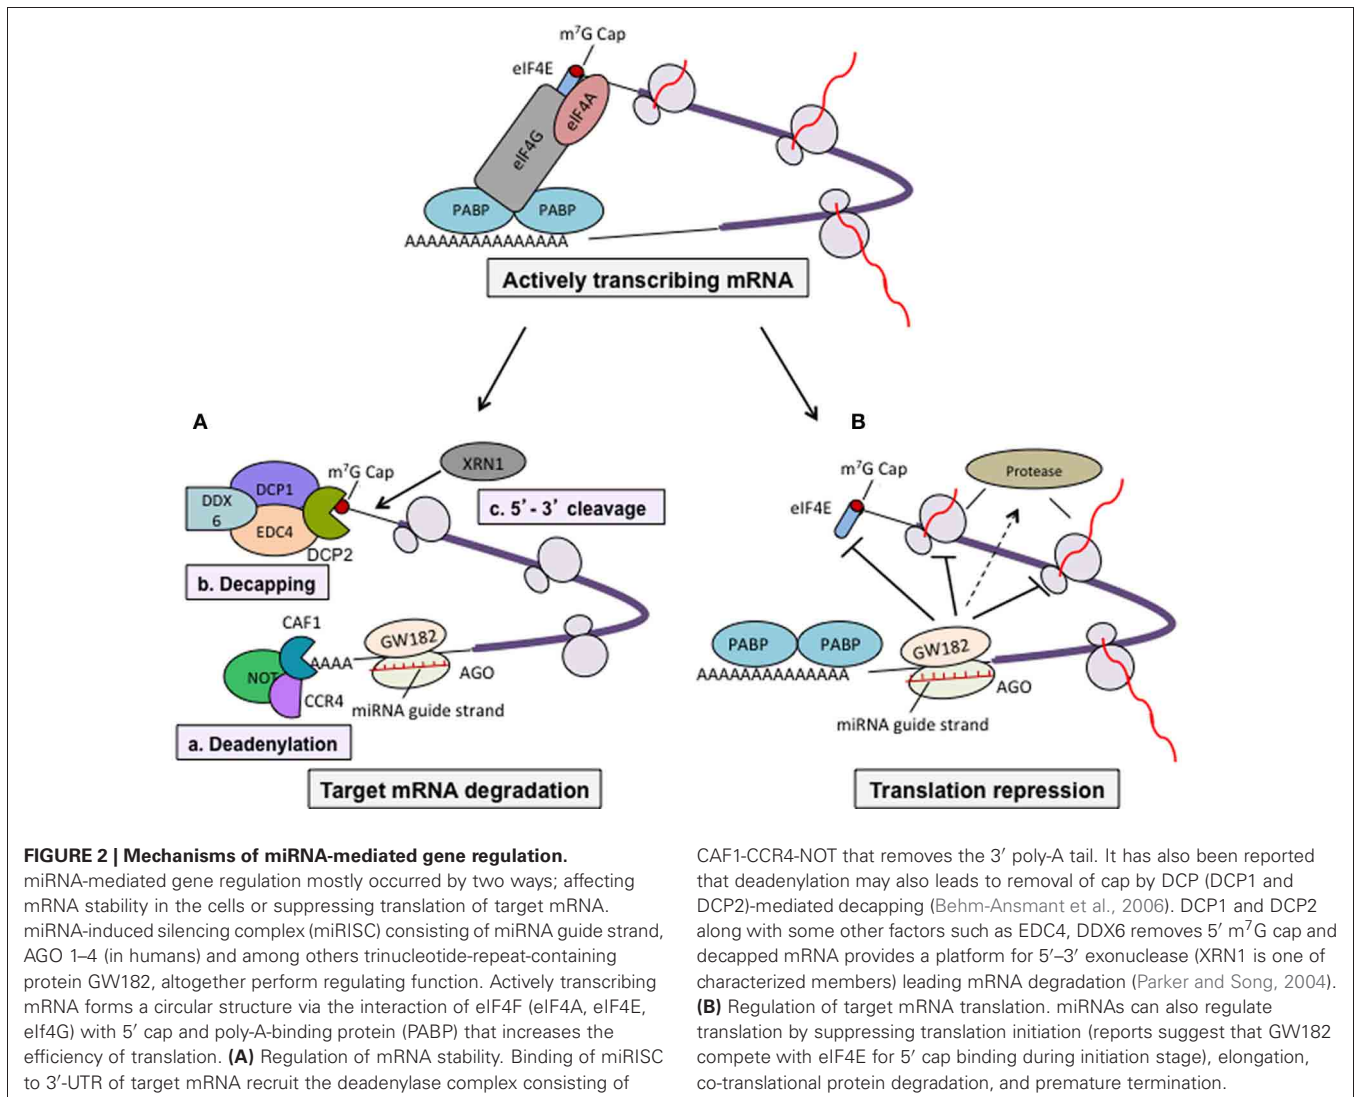 m⁷G Cap
eIF4E
eIF4A
eIF4G
PABP
PABP
AAAAAAAAAAAAAAA
Actively transcribing mRNA
A
XRN1
m⁷G Cap
DCP1
DDX
6
EDC4
DCP2
c. 5′ - 3′ cleavage
b. Decapping
CAF1
AAAA
GW182
NOT
AGO
CCR4
miRNA guide strand
a. Deadenylation
Target mRNA degradation
B
m⁷G Cap
Protease
eIF4E
PABP
PABP
GW182
AAAAAAAAAAAAAA
AGO
miRNA guide strand
Translation repression
FIGURE 2 | Mechanisms of miRNA-mediated gene regulation.
miRNA-mediated gene regulation mostly occurred by two ways; affecting
mRNA stability in the cells or suppressing translation of target mRNA.
miRNA-induced silencing complex (miRISC) consisting of miRNA guide strand,
AGO 1–4 (in humans) and among others trinucleotide-repeat-containing
protein GW182, altogether perform regulating function. Actively transcribing
mRNA forms a circular structure via the interaction of eIF4F (eIF4A, eIF4E,
eIf4G) with 5′ cap and poly-A-binding protein (PABP) that increases the
efficiency of translation. (A) Regulation of mRNA stability. Binding of miRISC
to 3′-UTR of target mRNA recruit the deadenylase complex consisting of
CAF1-CCR4-NOT that removes the 3′ poly-A tail. It has also been reported
that deadenylation may also leads to removal of cap by DCP (DCP1 and
DCP2)-mediated decapping (Behm-Ansmant et al., 2006). DCP1 and DCP2
along with some other factors such as EDC4, DDX6 removes 5′ m⁷G cap and
decapped mRNA provides a platform for 5′–3′ exonuclease (XRN1 is one of
characterized members) leading mRNA degradation (Parker and Song, 2004).
(B) Regulation of target mRNA translation. miRNAs can also regulate
translation by suppressing translation initiation (reports suggest that GW182
compete with eIF4E for 5′ cap binding during initiation stage), elongation,
co-translational protein degradation, and premature termination.